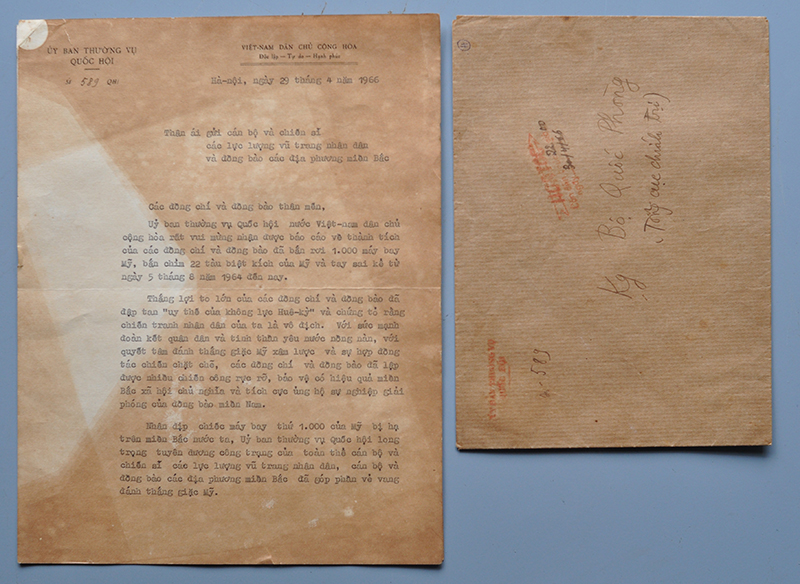 ỦY BAN THƯỜNG VỤ
QUỐC HỘI
Số 589 QH
VIỆT-NAM DÂN CHỦ CỘNG HÒA
Độc lập — Tự do — Hạnh phúc
Hà-nội, ngày 29 tháng 4 năm 1966
Thân ái gửi cán bộ và chiến sĩ
các lực lượng vũ trang nhân dân
và đồng bào các địa phương miền Bắc
Các đồng chí và đồng bào thân mến,
Uỷ ban thường vụ Quốc hội nước Việt-nam dân chủ
cộng hòa rất vui mừng nhận được báo cáo về thành tích
của các đồng chí và đồng bào đã bắn rơi 1.000 máy bay
Mỹ, bắn chìm 22 tàu biệt kích của Mỹ và tay sai kể từ
ngày 5 tháng 8 năm 1964 đến nay.
Thắng lợi to lớn của các đồng chí và đồng bào đã
đập tan "uy thế của không lực Huê-kỳ" và chứng tỏ rằng
chiến tranh nhân dân của ta là vô địch. Với sức mạnh
đoàn kết quân dân và tinh thần yêu nước nồng nàn, với
quyết tâm đánh thắng giặc Mỹ xâm lược và sự hợp đồng
tác chiến chặt chẽ, các đồng chí và đồng bào đã lập
được nhiều chiến công rực rỡ, bảo vệ có hiệu quả miền
Bắc xã hội chủ nghĩa và tích cực ủng hộ sự nghiệp giải
phóng của đồng bào miền Nam.
Nhân dịp chiếc máy bay thứ 1.000 của Mỹ bị hạ
trên miền Bắc nước ta, Uỷ ban thường vụ Quốc hội long
trọng tuyên dương công trạng của toàn thể cán bộ và
chiến sĩ các lực lượng vũ trang nhân dân, cán bộ và
đồng bào các địa phương miền Bắc đã góp phần vẻ vang
đánh thắng giặc Mỹ.
Kg Bộ Quốc Phòng
(Tổng cục chính trị)
30/4/66
ỦY BAN THƯỜNG VỤ
QUỐC HỘI
589